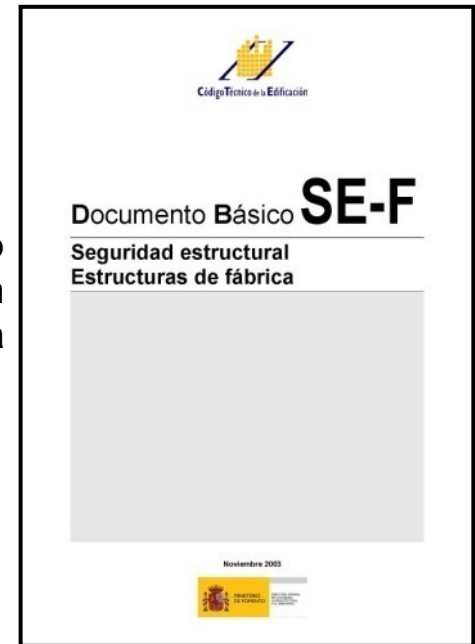 Código Técnico de la Edificación
Documento Básico SE-F
Seguridad estructural
Estructuras de fábrica
Noviembre 2003
MINISTERIO
DE FOMENTO